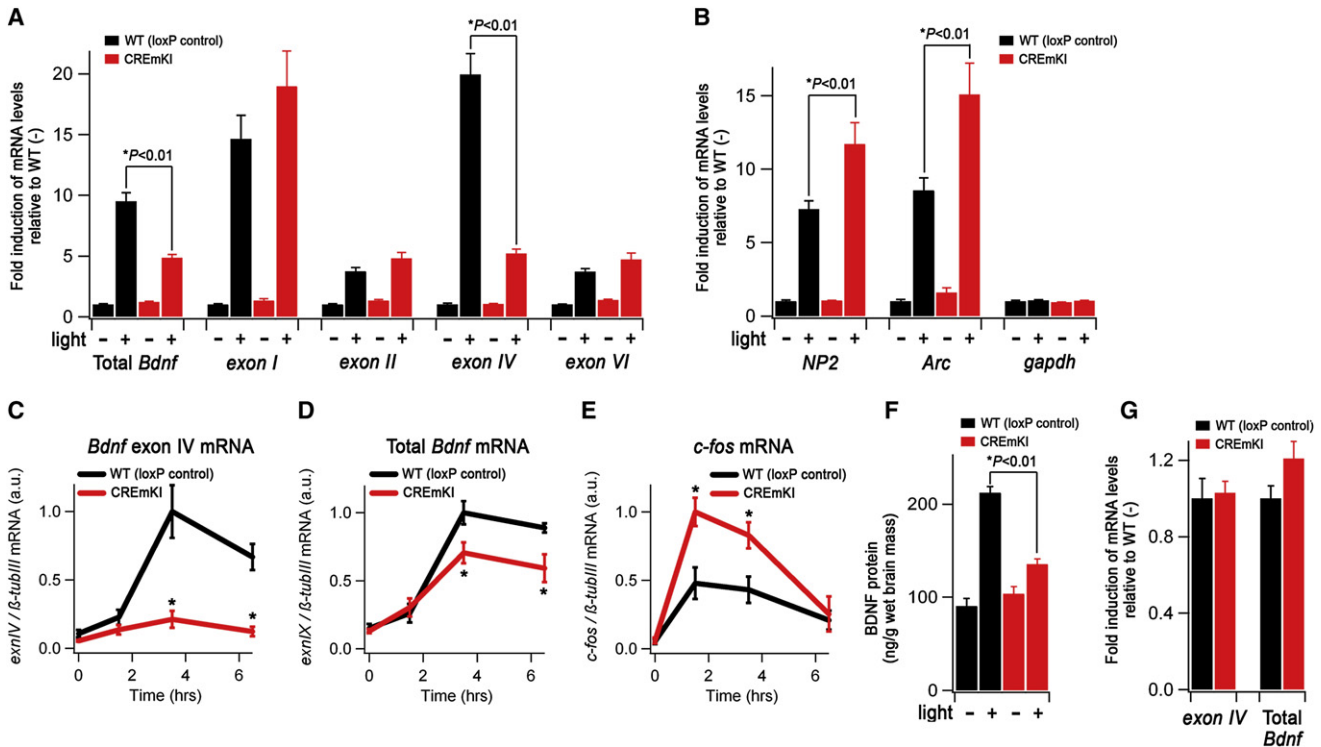 A
WT (loxP control)
CREmKI
*P<0.01
*P<0.01
Fold induction of mRNA levels
relative to WT (-)
20
15
10
5
0
light - + - + - + - + - + - + - + - + - + - +
Total Bdnf exon I exon II exon IV exon VI
B
WT (loxP control)
CREmKI
*P<0.01
*P<0.01
Fold induction of mRNA levels
relative to WT (-)
15
10
5
0
light - + - + - + - + - + - +
NP2 Arc gapdh
C
Bdnf exon IV mRNA
WT (loxP control)
CREmKI
exnIV / ß-tubIII mRNA (a.u.)
1.0
0.5
0.0
* *
0 2 4 6
Time (hrs)
D
Total Bdnf mRNA
WT (loxP control)
CREmKI
exnIX / ß-tubIII mRNA (a.u.)
1.0
0.5
0.0
* *
0 2 4 6
Time (hrs)
E
c-fos mRNA
WT (loxP control)
CREmKI
c-fos / ß-tubIII mRNA (a.u.)
1.0
0.5
0.0
* *
0 2 4 6
Time (hrs)
F
WT (loxP control)
CREmKI
*P<0.01
BDNF protein
(ng/g wet brain mass)
200
100
0
light - + - +
G
WT (loxP control)
CREmKI
Fold induction of mRNA levels
relative to WT (-)
1.2
0.8
0.4
0.0
exon IV Total
Bdnf